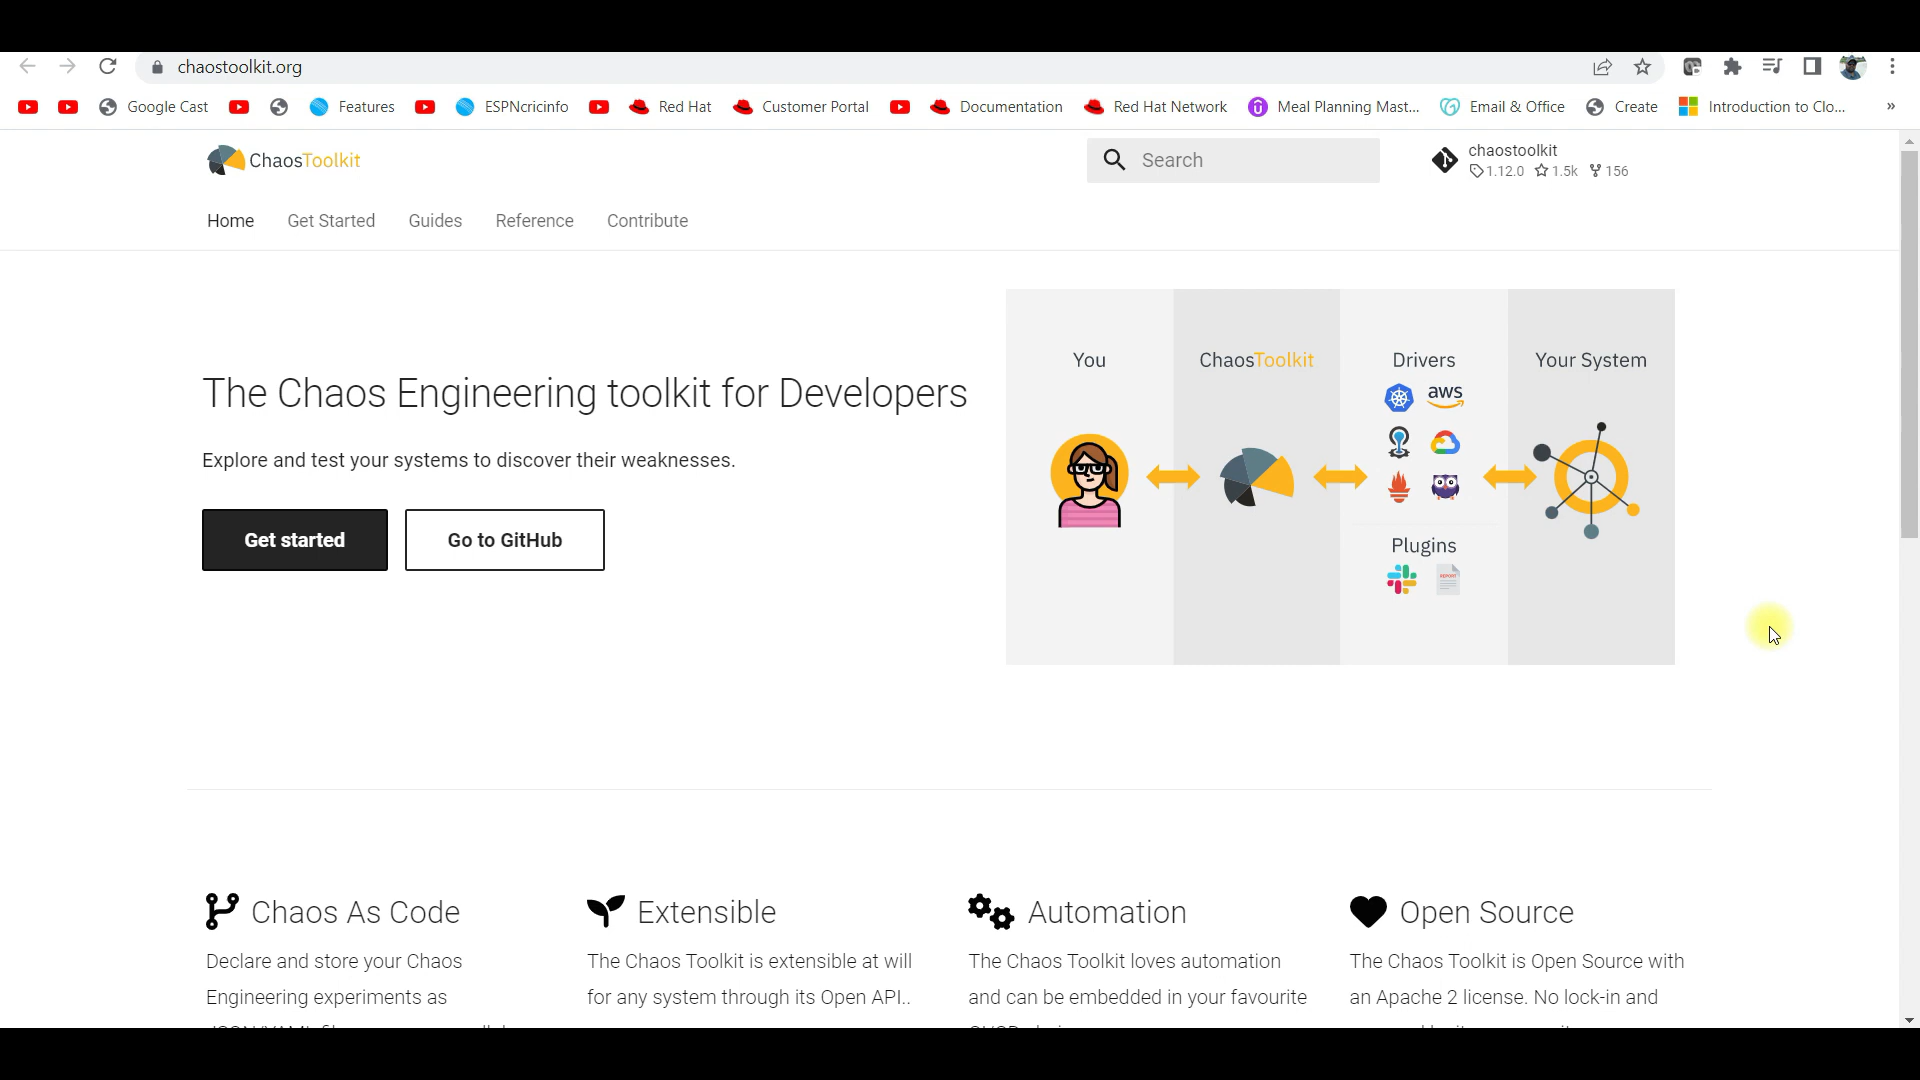 chaostoolkit.org
Google Cast Features ESPNcricinfo Red Hat Customer Portal Documentation Red Hat Network Meal Planning Mast... Email & Office Create Introduction to Clo... »
ChaosToolkit
Search
chaostoolkit
1.12.0 1.5k 156
Home Get Started Guides Reference Contribute
The Chaos Engineering toolkit for Developers
Explore and test your systems to discover their weaknesses.
Get started Go to GitHub
You ChaosToolkit Drivers Your System
aws
Plugins
REPORT
Chaos As Code
Declare and store your Chaos
Engineering experiments as
Extensible
The Chaos Toolkit is extensible at will
for any system through its Open API..
Automation
The Chaos Toolkit loves automation
and can be embedded in your favourite
Open Source
The Chaos Toolkit is Open Source with
an Apache 2 license. No lock-in and